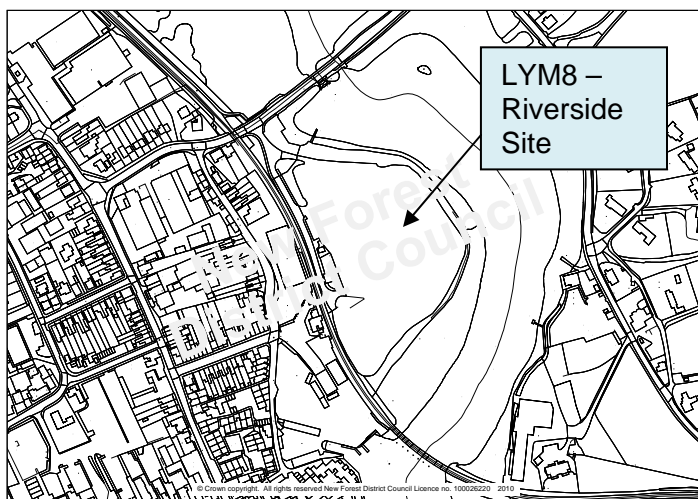 LYM8 –
Riverside
Site
New Forest
District Council
© Crown copyright. All rights reserved New Forest District Council Licence no. 100026220 2010